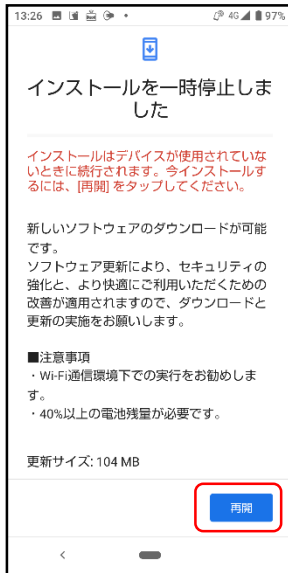 13:26 4G 97%
インストールを一時停止しま
した
インストールはデバイスが使用されていな
いときに続行されます。今インストールす
るには、[再開] をタップしてください。
新しいソフトウェアのダウンロードが可能
です。
ソフトウェア更新により、セキュリティの
強化と、より快適にご利用いただくための
改善が適用されますので、ダウンロードと
更新の実施をお願いします。
■注意事項
・Wi-Fi通信環境下での実行をお勧めしま
す。
・40%以上の電池残量が必要です。
更新サイズ: 104 MB
再開